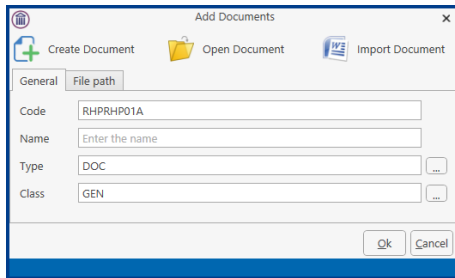 Add Documents
Create Document Open Document Import Document
General File path
Code RHPRHP01A
Name Enter the name
Type DOC ...
Class GEN ...
Ok Cancel